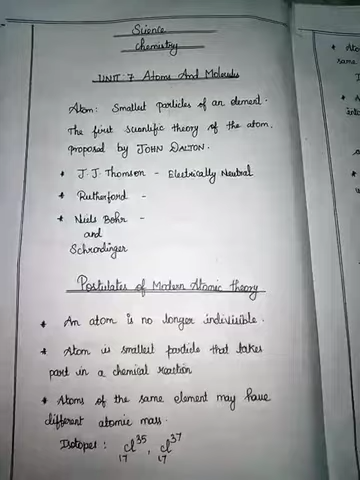 Science
Chemistry
UNIT: 7 Atoms And Molecules
Atom: Smallest particles of an element.
The first scientific theory of the atom.
proposed by JOHN DALTON.
* J.J. Thomson - Electrically Neutral
* Rutherford -
* Niels Bohr -
and
Schrodinger
Postulates of Modern Atomic theory
* An atom is no longer indivisible.
* Atom is smallest particle that takes
part in a chemical reaction
* Atoms of the same element may have
different atomic mass.
Isotopes: ₁₇Cl³⁵, ₁₇Cl³⁷
* Ato
same
* A
into